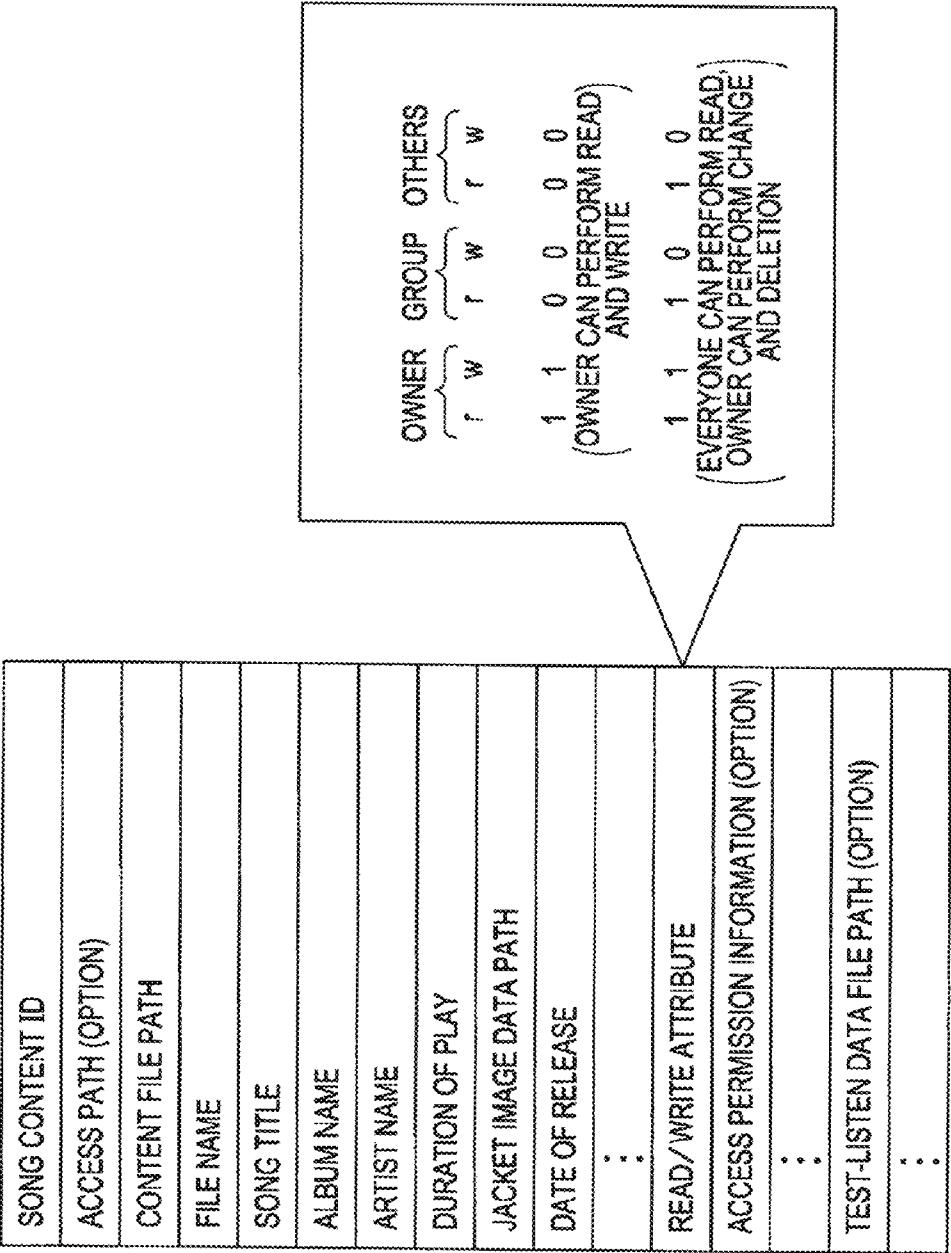 SONG CONTENT ID
ACCESS PATH (OPTION)
CONTENT FILE PATH
FILE NAME
SONG TITLE
ALBUM NAME
ARTIST NAME
DURATION OF PLAY
JACKET IMAGE DATA PATH
DATE OF RELEASE
⋮
READ/WRITE ATTRIBUTE
ACCESS PERMISSION INFORMATION (OPTION)
⋮
TEST-LISTEN DATA FILE PATH (OPTION)
⋮
OWNER GROUP OTHERS
r w r w r w
1 1 0 0 0 0
(OWNER CAN PERFORM READ
AND WRITE)
1 1 1 0 1 0
(EVERYONE CAN PERFORM READ,
OWNER CAN PERFORM CHANGE
AND DELETION)